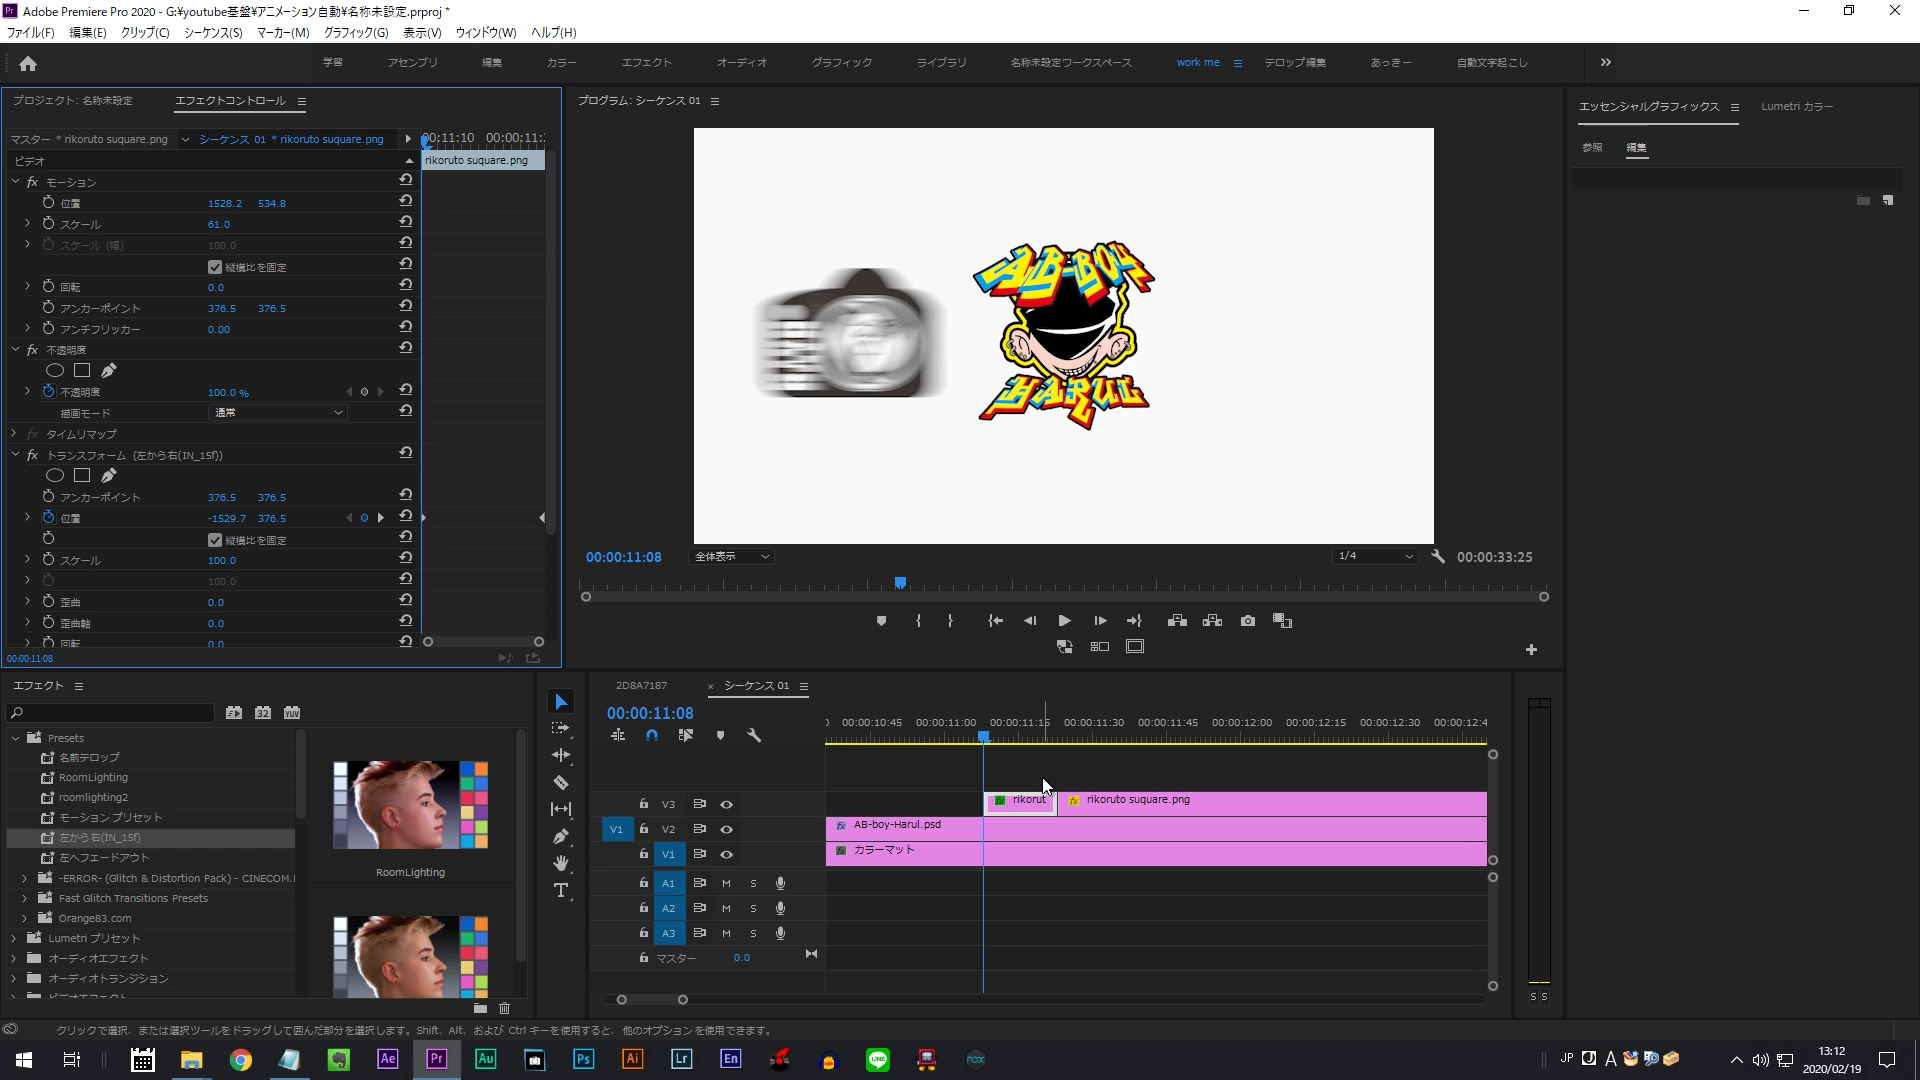 Adobe Premiere Pro 2020 - G:¥youtube基盤¥アニメーション自動¥名称未設定.prproj *
ファイル(F) 編集(E) クリップ(C) シーケンス(S) マーカー(M) グラフィック(G) 表示(V) ウィンドウ(W) ヘルプ(H)
学習 アセンブリ 編集 カラー エフェクト オーディオ グラフィック ライブラリ 名称未設定ワークスペース work me テロップ編集 あっきー 自動文字起こし
プロジェクト: 名称未設定 エフェクトコントロール
マスター * rikoruto suquare.png シーケンス 01 * rikoruto suquare.png
00:11:10 00:00:11:
ビデオ
rikoruto suquare.png
fx モーション
位置 1528.2 534.8
スケール 61.0
スケール (幅) 100.0
縦横比を固定
回転 0.0
アンカーポイント 376.5 376.5
アンチフリッカー 0.00
fx 不透明度
不透明度 100.0 %
描画モード 通常
fx タイムリマップ
fx トランスフォーム (左から右(IN_15f))
アンカーポイント 376.5 376.5
位置 -1529.7 376.5
縦横比を固定
スケール 100.0
100.0
歪曲 0.0
歪曲軸 0.0
回転 0.0
00:00:11:08
プログラム: シーケンス 01
AB-BOY
HARUL
00:00:11:08 全体表示 1/4 00:00:33:25
エッセンシャルグラフィックス Lumetri カラー
参照 編集
エフェクト
32 YUV
Presets
名前テロップ
RoomLighting
roomlighting2
モーション プリセット
左から右(IN_15f)
左へフェードアウト
-ERROR- (Glitch & Distortion Pack) - CINECOM.
Fast Glitch Transitions Presets
Orange83.com
Lumetri プリセット
オーディオエフェクト
オーディオトランジション
ビデオエフェクト
RoomLighting
2D8A7187 × シーケンス 01
00:00:11:08
00:00:10:45 00:00:11:00 00:00:11:15 00:00:11:30 00:00:11:45 00:00:12:00 00:00:12:15 00:00:12:30 00:00:12:4
V3 fx rikorut fx rikoruto suquare.png
V1 V2 fx AB-boy-Harul.psd
V1 fx カラーマット
A1 M S
A2 M S
A3 M S
マスター 0.0
S S
クリックで選択、または選択ツールをドラッグして囲んだ部分を選択します。Shift、Alt、および Ctrl キーを使用すると、他のオプションを使用できます。
Ae Pr Au Ps Ai Lr En LINE nox
JP A 13:12
2020/02/19